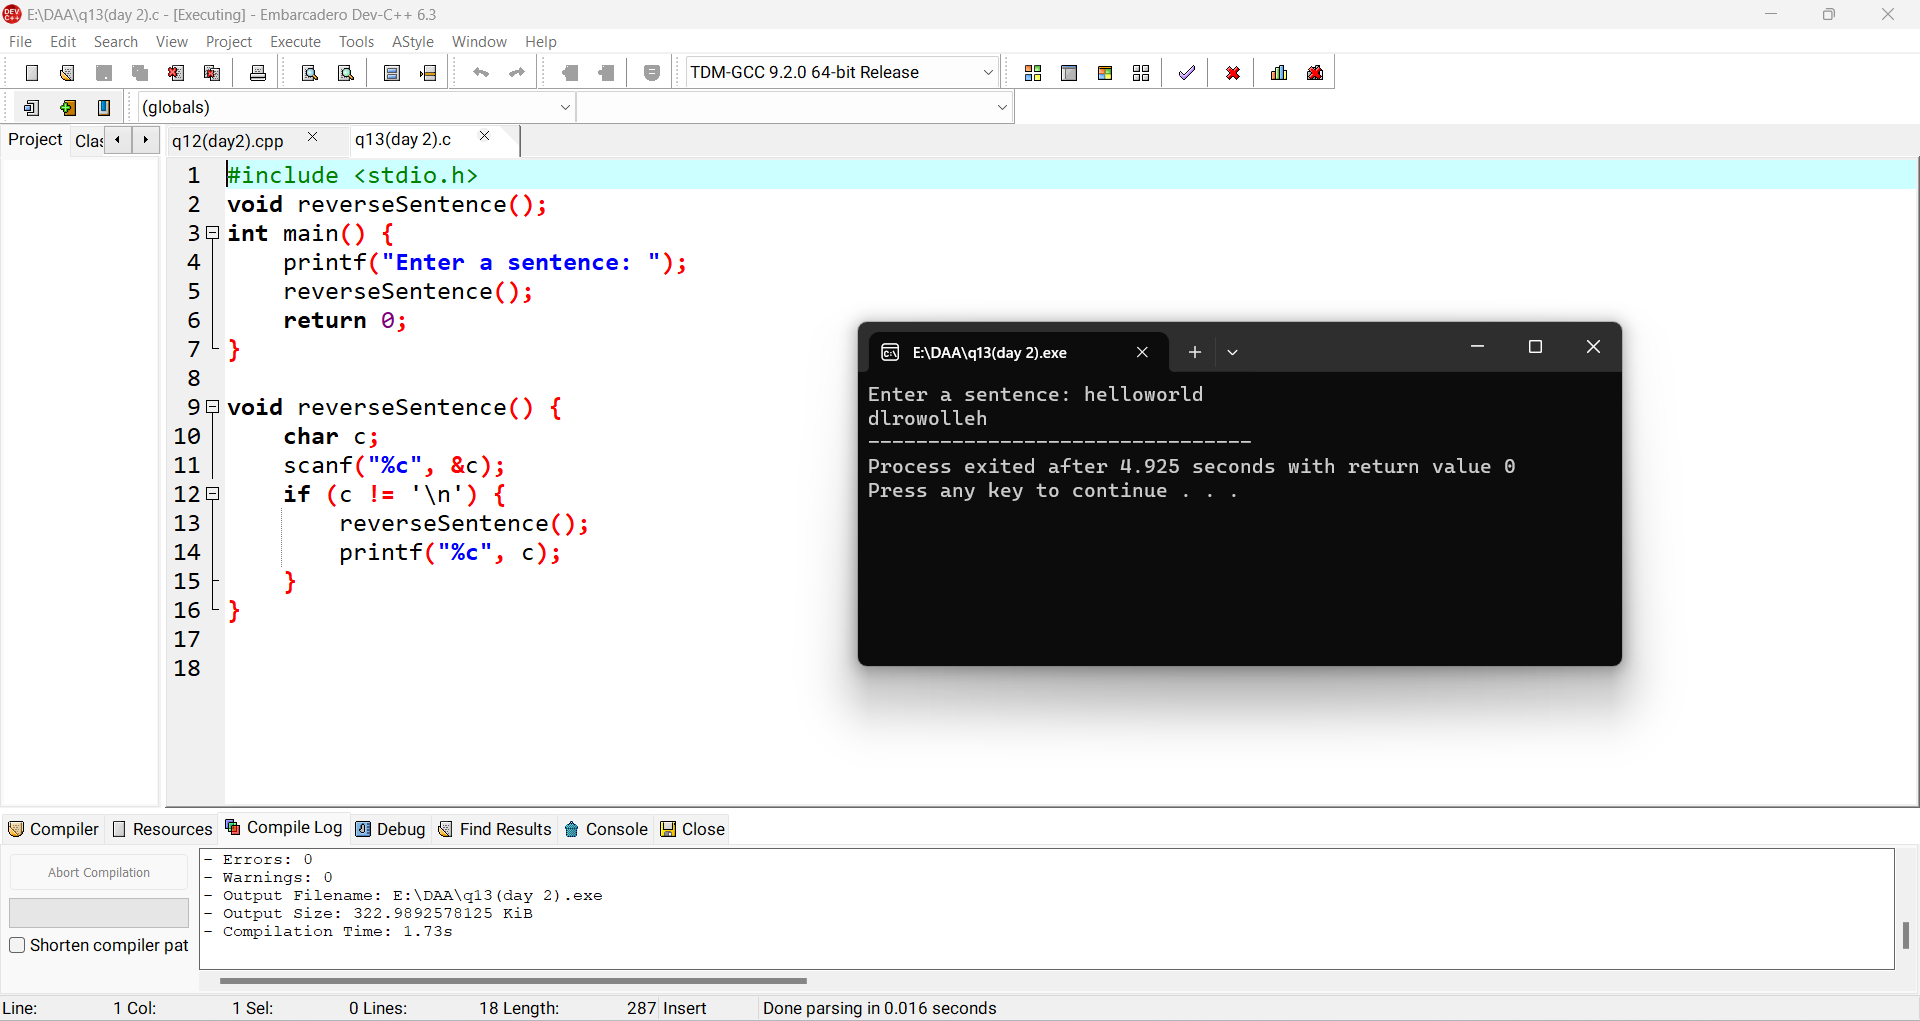 E:\DAA\q13(day 2).c - [Executing] - Embarcadero Dev-C++ 6.3
File Edit Search View Project Execute Tools AStyle Window Help
TDM-GCC 9.2.0 64-bit Release
(globals)
Project Clas q12(day2).cpp q13(day 2).c
1 #include <stdio.h>
2 void reverseSentence();
3 int main() {
4     printf("Enter a sentence: ");
5     reverseSentence();
6     return 0;
7 }
8
9 void reverseSentence() {
10     char c;
11     scanf("%c", &c);
12     if (c != '\n') {
13         reverseSentence();
14         printf("%c", c);
15     }
16 }
17
18
E:\DAA\q13(day 2).exe
Enter a sentence: helloworld
dlrowolleh
--------------------------------
Process exited after 4.925 seconds with return value 0
Press any key to continue . . .
Compiler Resources Compile Log Debug Find Results Console Close
Abort Compilation
Shorten compiler pat
- Errors: 0
- Warnings: 0
- Output Filename: E:\DAA\q13(day 2).exe
- Output Size: 322.9892578125 KiB
- Compilation Time: 1.73s
Line: 1 Col: 1 Sel: 0 Lines: 18 Length: 287 Insert Done parsing in 0.016 seconds